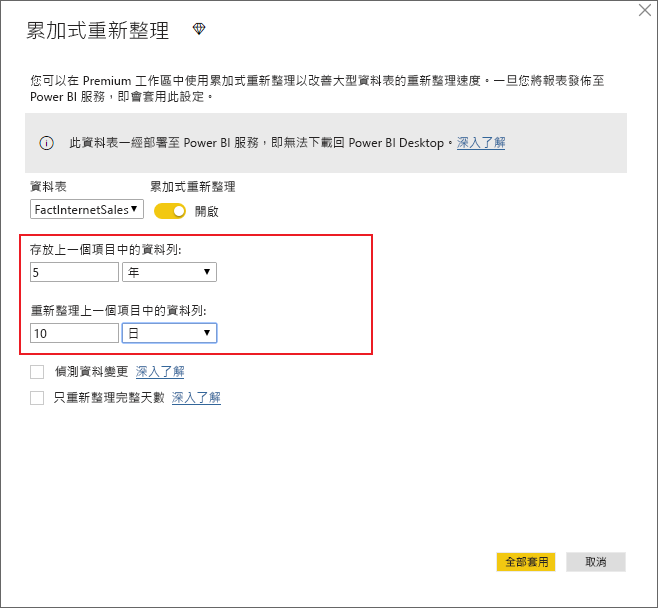 累加式重新整理
您可以在 Premium 工作區中使用累加式重新整理以改善大型資料表的重新整理速度。一旦您將報表發佈至
Power BI 服務，即會套用此設定。
此資料表一經部署至 Power BI 服務，即無法下載回 Power BI Desktop。深入了解
資料表 累加式重新整理
FactInternetSales 開啟
存放上一個項目中的資料列:
5 年
重新整理上一個項目中的資料列:
10 日
偵測資料變更 深入了解
只重新整理完整天數 深入了解
全部套用 取消